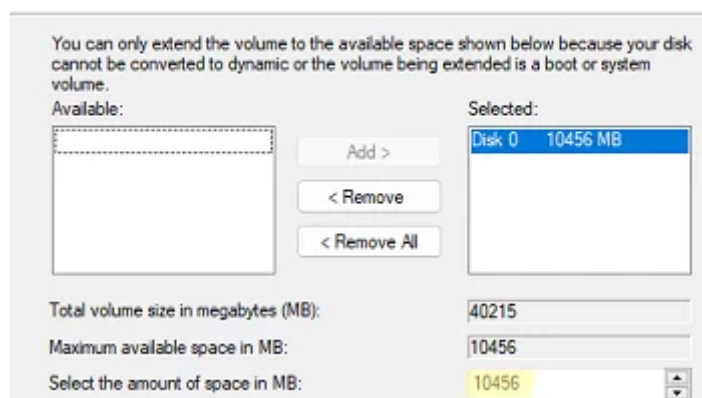 You can only extend the volume to the available space shown below because your disk
cannot be converted to dynamic or the volume being extended is a boot or system
volume.
Available: Selected:
Disk 0 10456 MB
Add >
< Remove
< Remove All
Total volume size in megabytes (MB): 40215
Maximum available space in MB: 10456
Select the amount of space in MB: 10456